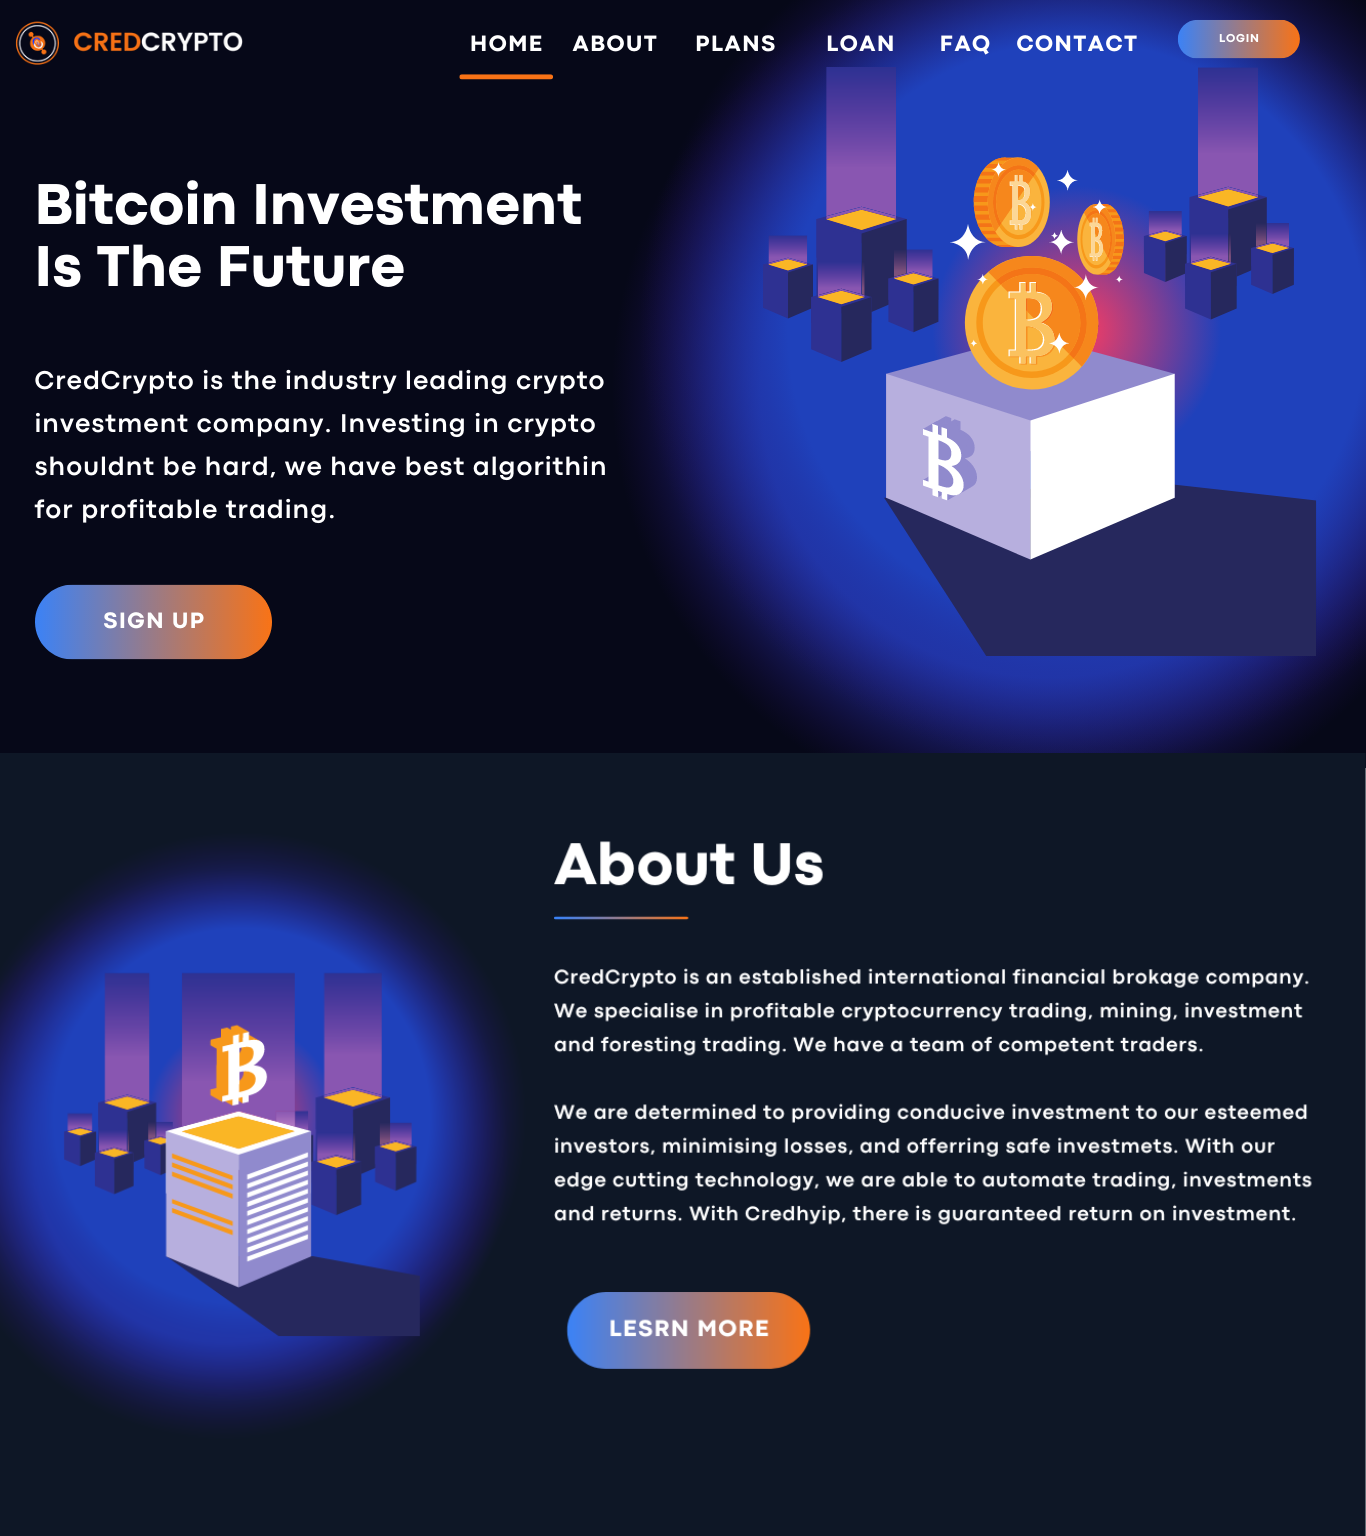 CREDCRYPTO
HOME ABOUT PLANS LOAN FAQ CONTACT LOGIN
Bitcoin Investment
Is The Future
CredCrypto is the industry leading crypto
investment company. Investing in crypto
shouldnt be hard, we have best algorithin
for profitable trading.
SIGN UP
About Us
CredCrypto is an established international financial brokage company.
We specialise in profitable cryptocurrency trading, mining, investment
and foresting trading. We have a team of competent traders.
We are determined to providing conducive investment to our esteemed
investors, minimising losses, and offerring safe investmets. With our
edge cutting technology, we are able to automate trading, investments
and returns. With Credhyip, there is guaranteed return on investment.
LESRN MORE